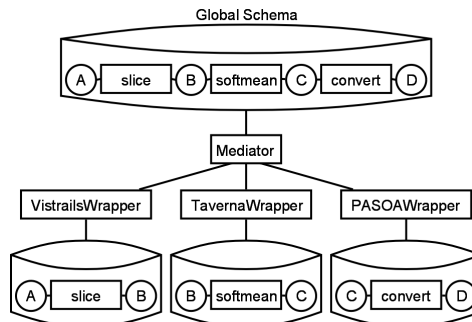 Global Schema
A slice B softmean C convert D
Mediator
VistrailsWrapper TavernaWrapper PASOAWrapper
A slice B B softmean C C convert D